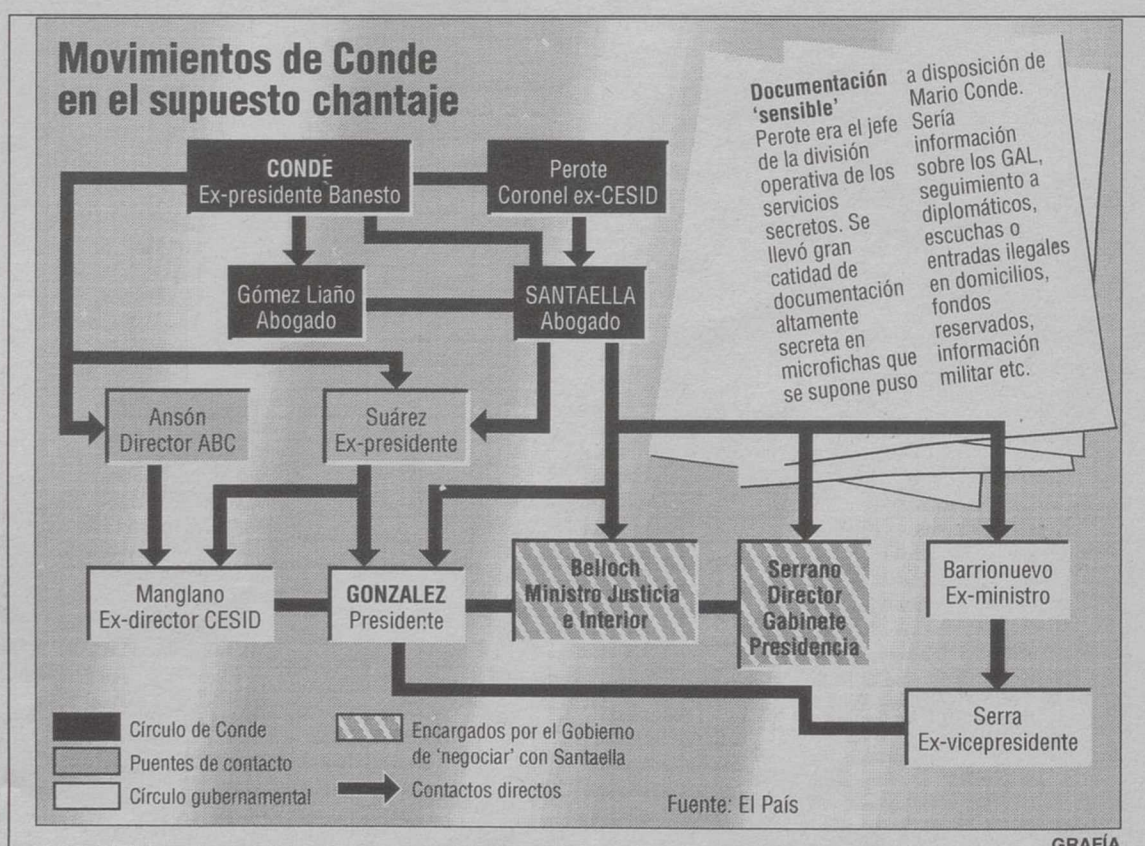 Movimientos de Conde
en el supuesto chantaje
Documentación
'sensible'
Perote era el jefe
de la división
operativa de los
servicios
secretos. Se
llevó gran
catidad de
documentación
altamente
secreta en
microfichas que
se supone puso
a disposición de
Mario Conde.
Sería
información
sobre los GAL,
seguimiento a
diplomáticos,
escuchas o
entradas ilegales
en domicilios,
fondos
reservados,
información
militar etc.
CONDE
Ex-presidente Banesto
Perote
Coronel ex-CESID
Gómez Liaño
Abogado
SANTAELLA
Abogado
Ansón
Director ABC
Suárez
Ex-presidente
Manglano
Ex-director CESID
GONZALEZ
Presidente
Belloch
Ministro Justicia
e Interior
Serrano
Director
Gabinete
Presidencia
Barrionuevo
Ex-ministro
Serra
Ex-vicepresidente
Círculo de Conde
Puentes de contacto
Círculo gubernamental
Encargados por el Gobierno
de 'negociar' con Santaella
Contactos directos
Fuente: El País
GRAFÍA